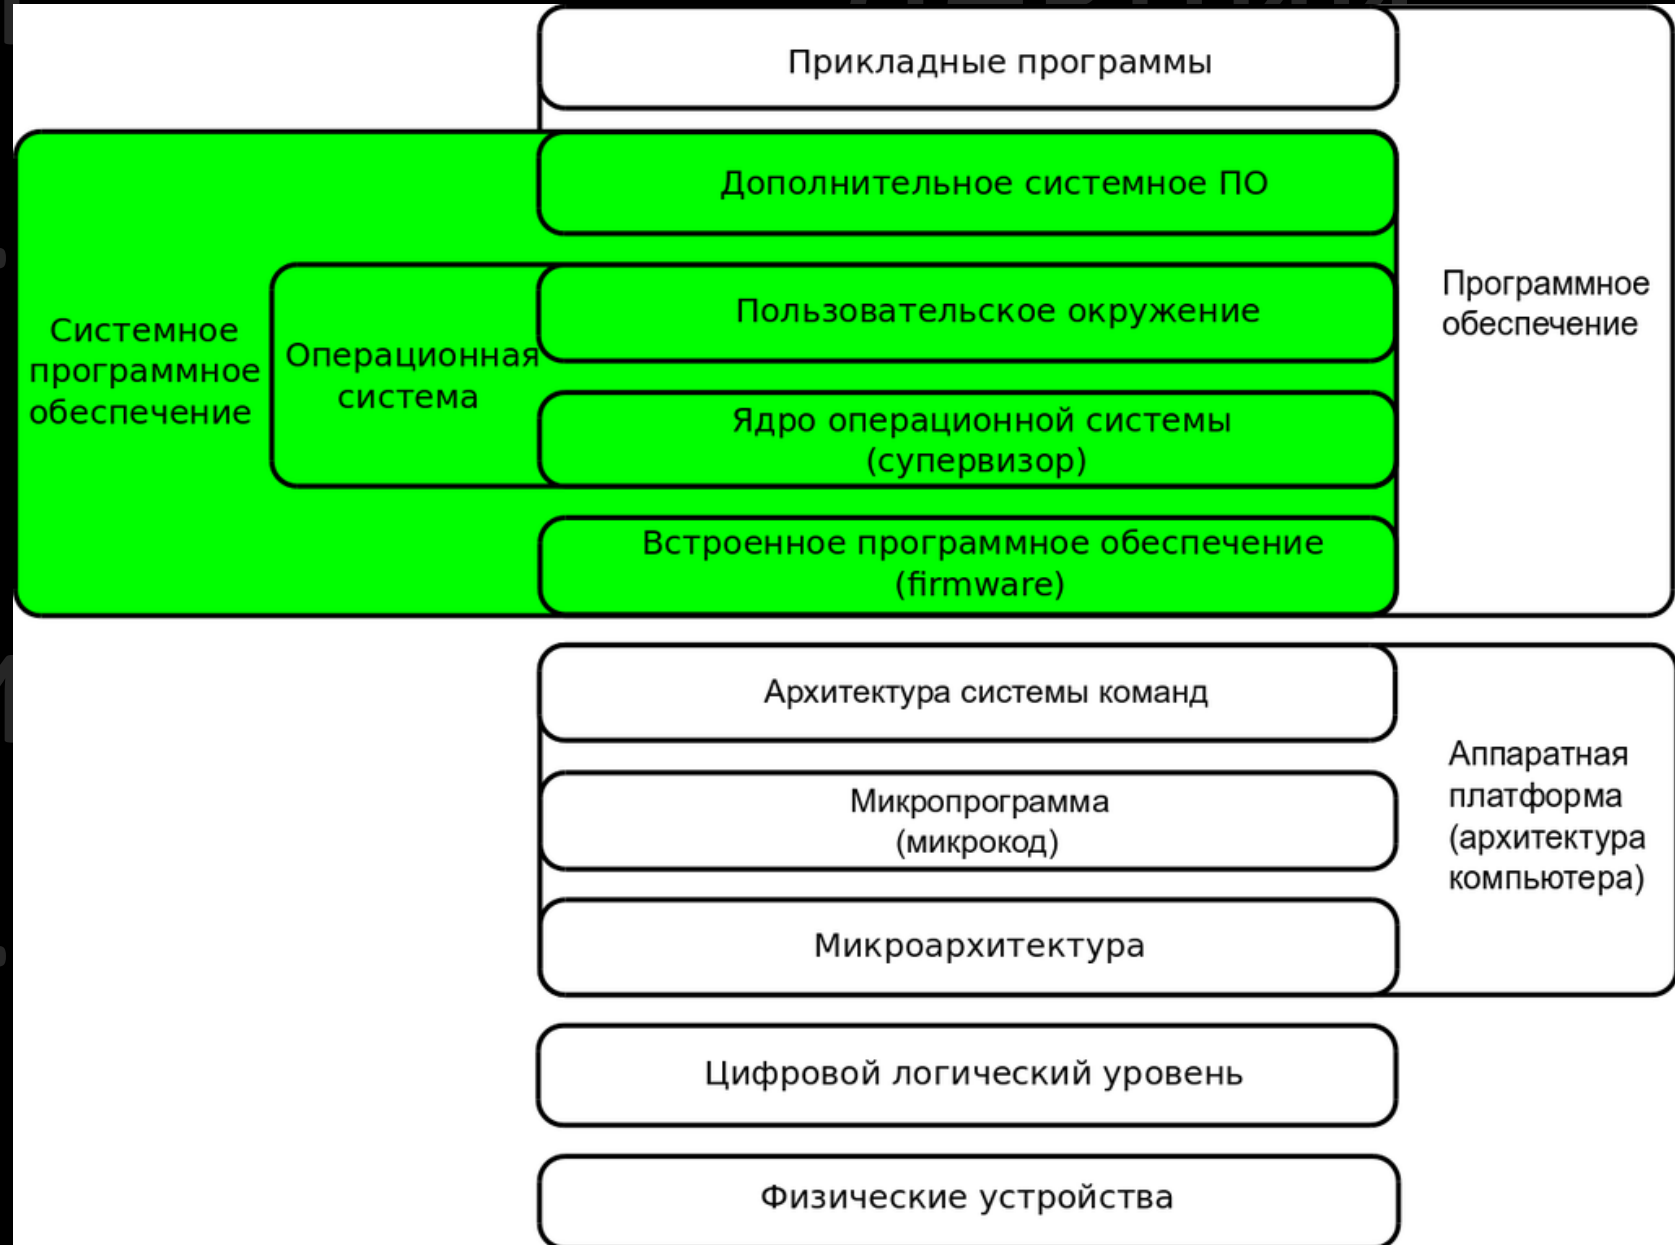 Прикладные программы
Дополнительное системное ПО
Пользовательское окружение
Программное
обеспечение
Системное
программное
обеспечение
Операционная
система
Ядро операционной системы
(супервизор)
Встроенное программное обеспечение
(firmware)
Архитектура системы команд
Микропрограмма
(микрокод)
Аппаратная
платформа
(архитектура
компьютера)
Микроархитектура
Цифровой логический уровень
Физические устройства